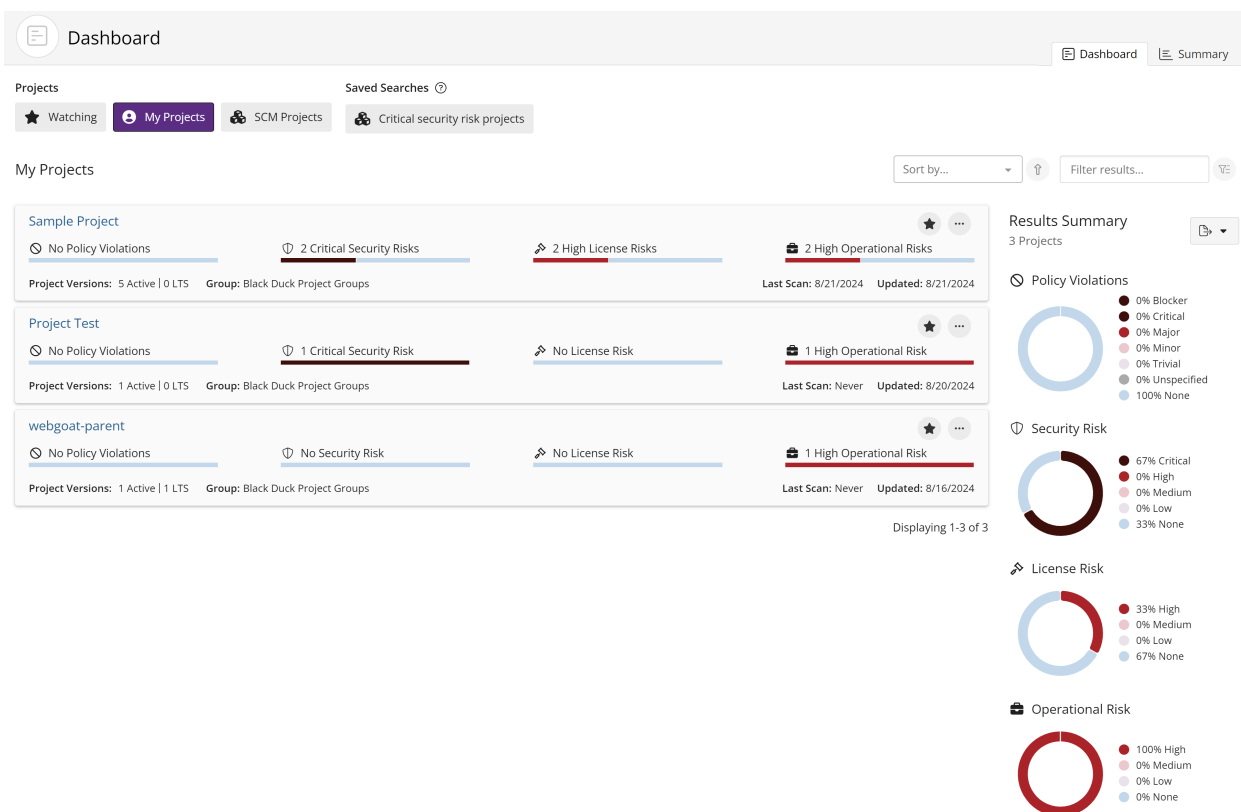 Dashboard
Dashboard Summary
Projects Saved Searches
Watching My Projects SCM Projects Critical security risk projects
My Projects Sort by... Filter results...
Sample Project
No Policy Violations 2 Critical Security Risks 2 High License Risks 2 High Operational Risks
Project Versions: 5 Active | 0 LTS Group: Black Duck Project Groups Last Scan: 8/21/2024 Updated: 8/21/2024
Project Test
No Policy Violations 1 Critical Security Risk No License Risk 1 High Operational Risk
Project Versions: 1 Active | 0 LTS Group: Black Duck Project Groups Last Scan: Never Updated: 8/20/2024
webgoat-parent
No Policy Violations No Security Risk No License Risk 1 High Operational Risk
Project Versions: 1 Active | 1 LTS Group: Black Duck Project Groups Last Scan: Never Updated: 8/16/2024
Displaying 1-3 of 3
Results Summary
3 Projects
Policy Violations
0% Blocker
0% Critical
0% Major
0% Minor
0% Trivial
0% Unspecified
100% None
Security Risk
67% Critical
0% High
0% Medium
0% Low
33% None
License Risk
33% High
0% Medium
0% Low
67% None
Operational Risk
100% High
0% Medium
0% Low
0% None